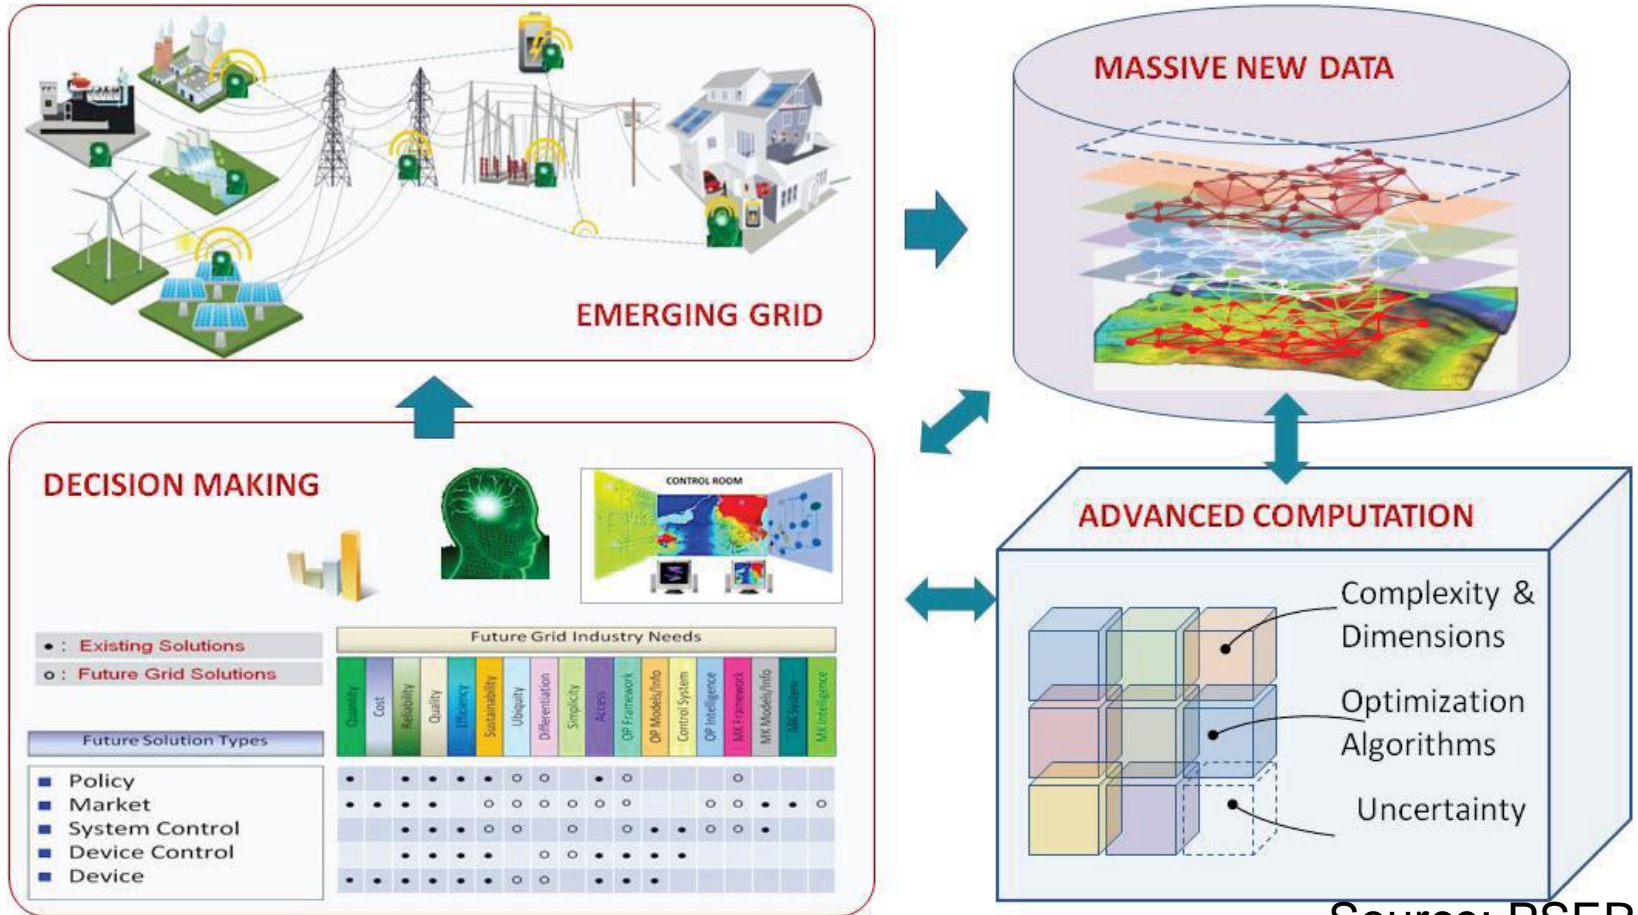 EMERGING GRID
MASSIVE NEW DATA
DECISION MAKING
CONTROL ROOM
● : Existing Solutions
o : Future Grid Solutions
Future Grid Industry Needs
Quantity
Cost
Reliability
Quality
Efficiency
Sustainability
Ubiquity
Differentiation
Simplicity
Access
OP Framework
OP Models/Info
Control System
OP Intelligence
MK Framework
MK Models/Info
MK System
MK Intelligence
Future Solution Types
Policy
Market
System Control
Device Control
Device
ADVANCED COMPUTATION
Complexity &
Dimensions
Optimization
Algorithms
Uncertainty